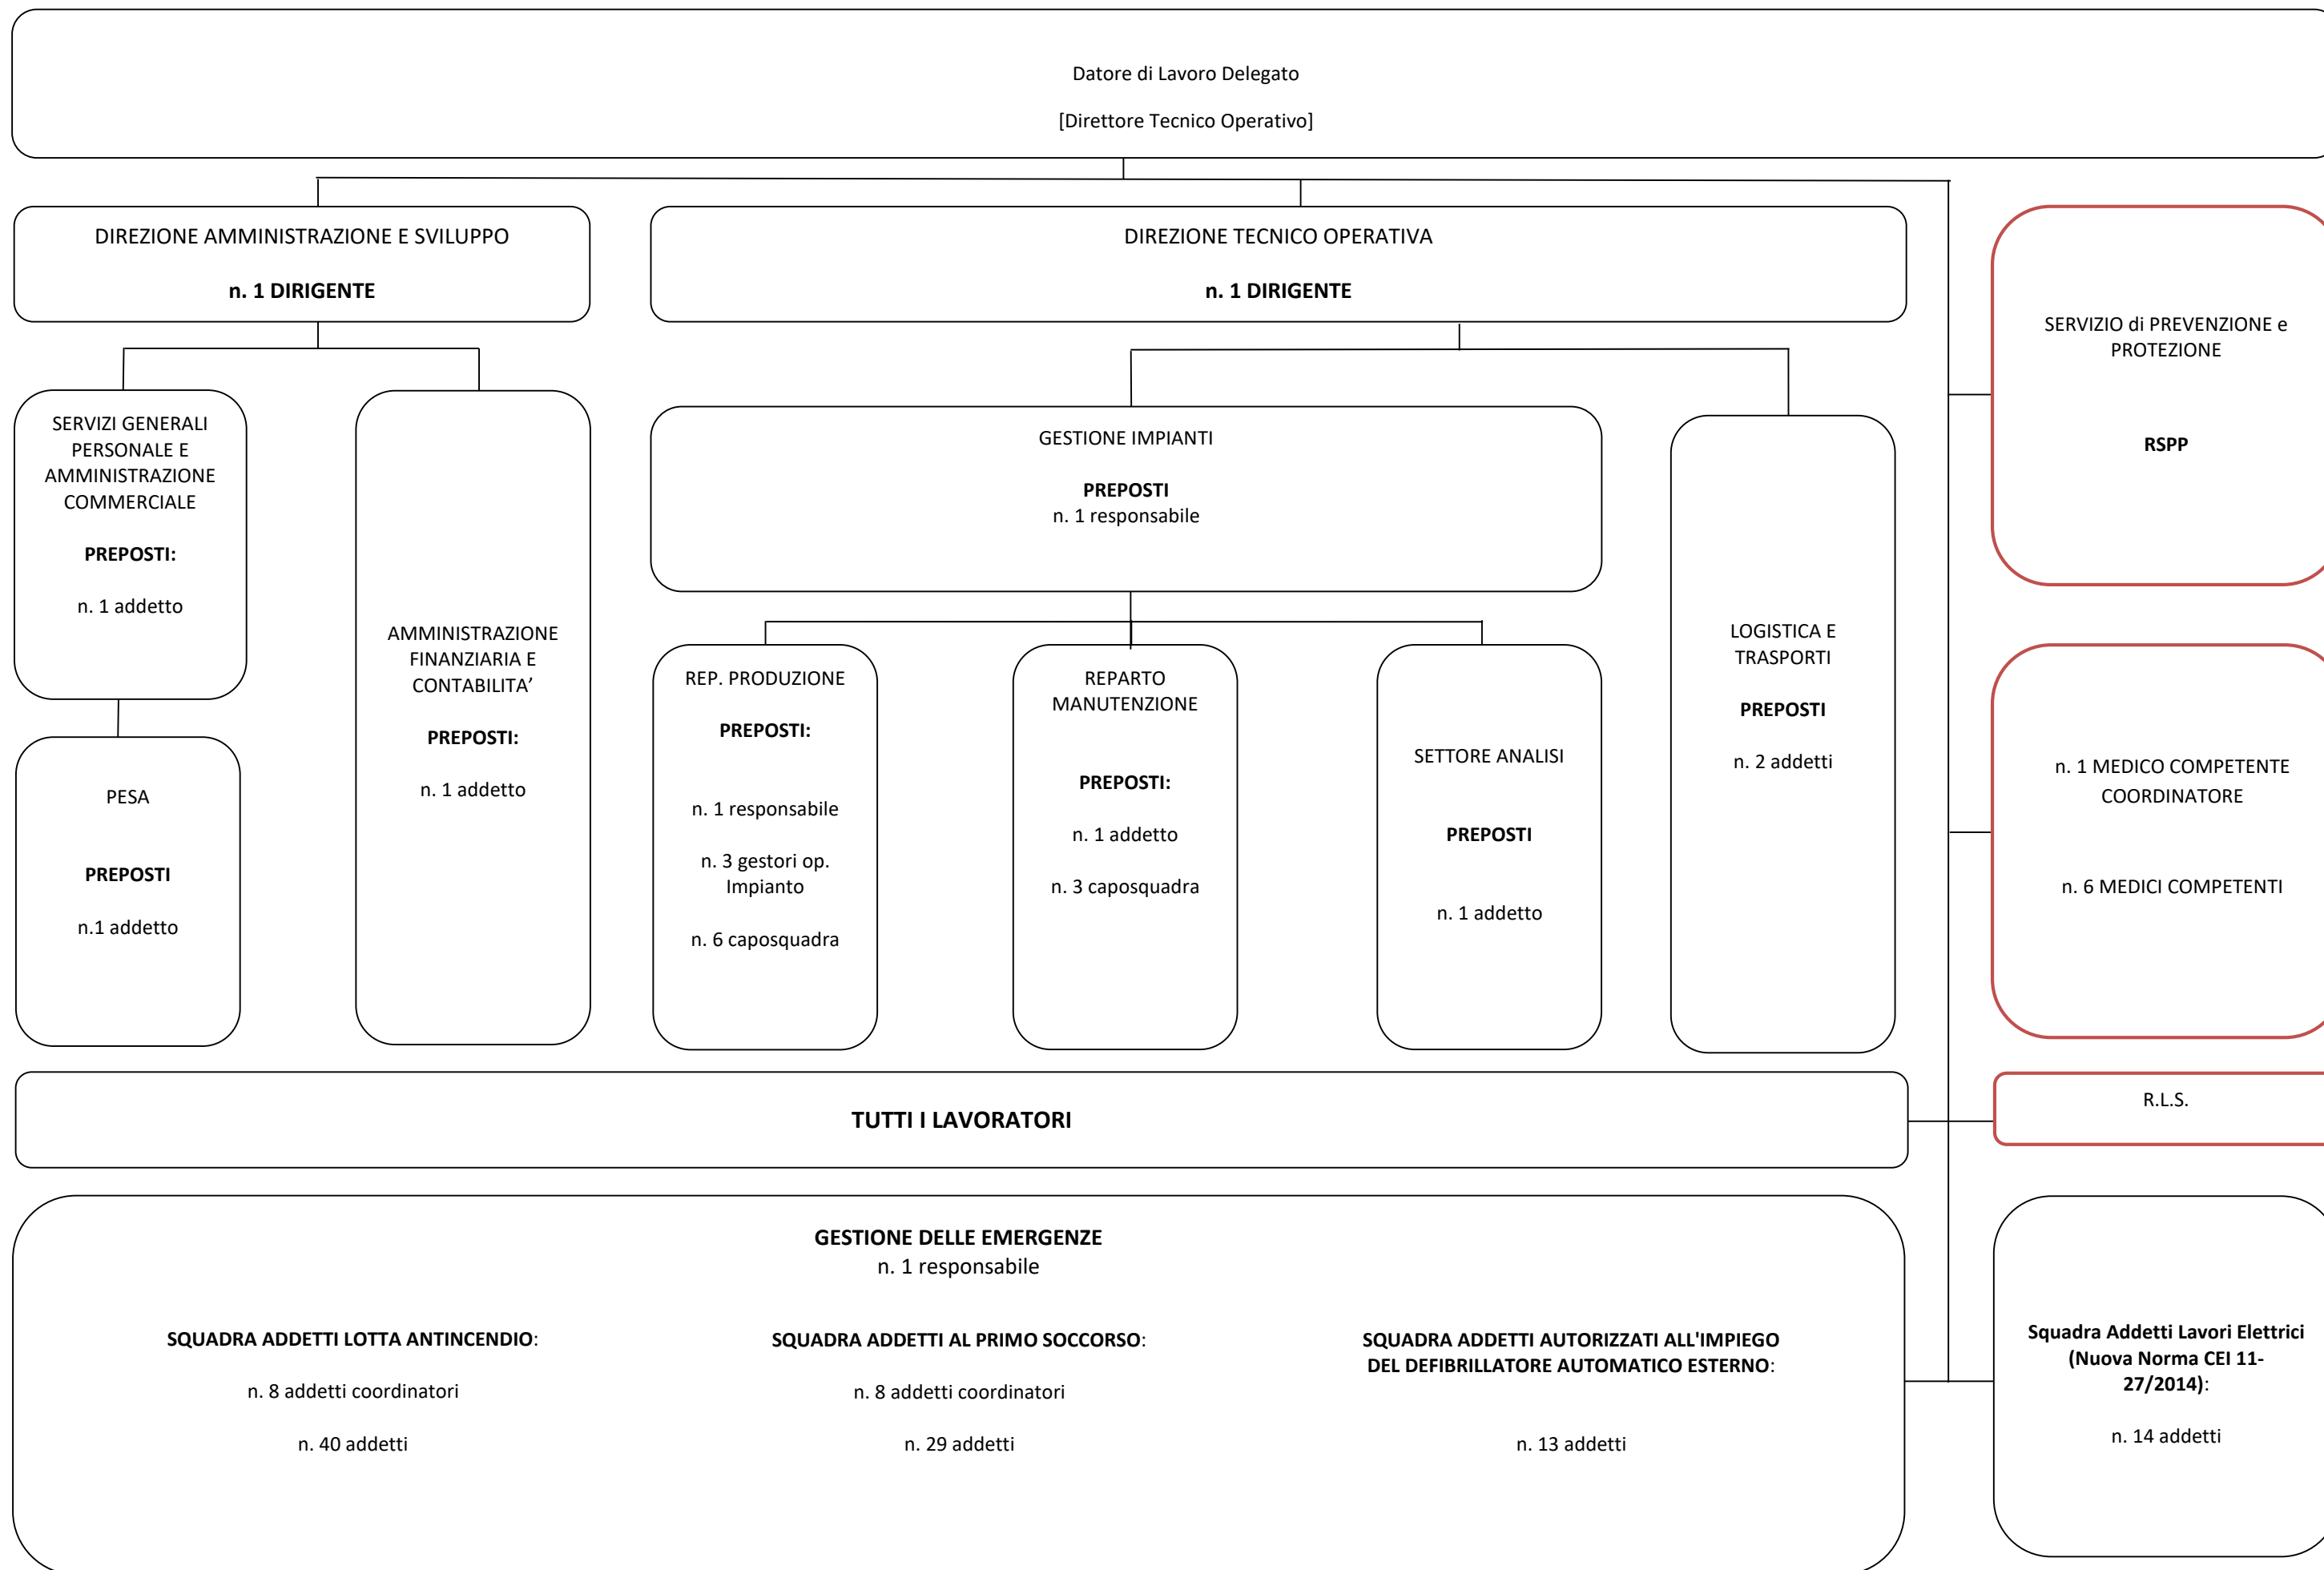 Datore di Lavoro Delegato
[Direttore Tecnico Operativo]
DIREZIONE AMMINISTRAZIONE E SVILUPPO
n. 1 DIRIGENTE
DIREZIONE TECNICO OPERATIVA
n. 1 DIRIGENTE
SERVIZIO di PREVENZIONE e
PROTEZIONE
RSPP
SERVIZI GENERALI
PERSONALE E
AMMINISTRAZIONE
COMMERCIALE
PREPOSTI:
n. 1 addetto
AMMINISTRAZIONE
FINANZIARIA E
CONTABILITA’
PREPOSTI:
n. 1 addetto
GESTIONE IMPIANTI
PREPOSTI
n. 1 responsabile
LOGISTICA E
TRASPORTI
PREPOSTI
n. 2 addetti
PESA
PREPOSTI
n.1 addetto
REP. PRODUZIONE
PREPOSTI:
n. 1 responsabile
n. 3 gestori op.
Impianto
n. 6 caposquadra
REPARTO
MANUTENZIONE
PREPOSTI:
n. 1 addetto
n. 3 caposquadra
SETTORE ANALISI
PREPOSTI
n. 1 addetto
n. 1 MEDICO COMPETENTE
COORDINATORE
n. 6 MEDICI COMPETENTI
TUTTI I LAVORATORI
R.L.S.
GESTIONE DELLE EMERGENZE
n. 1 responsabile
SQUADRA ADDETTI LOTTA ANTINCENDIO:
n. 8 addetti coordinatori
n. 40 addetti
SQUADRA ADDETTI AL PRIMO SOCCORSO:
n. 8 addetti coordinatori
n. 29 addetti
SQUADRA ADDETTI AUTORIZZATI ALL'IMPIEGO
DEL DEFIBRILLATORE AUTOMATICO ESTERNO:
n. 13 addetti
Squadra Addetti Lavori Elettrici
(Nuova Norma CEI 11-
27/2014):
n. 14 addetti